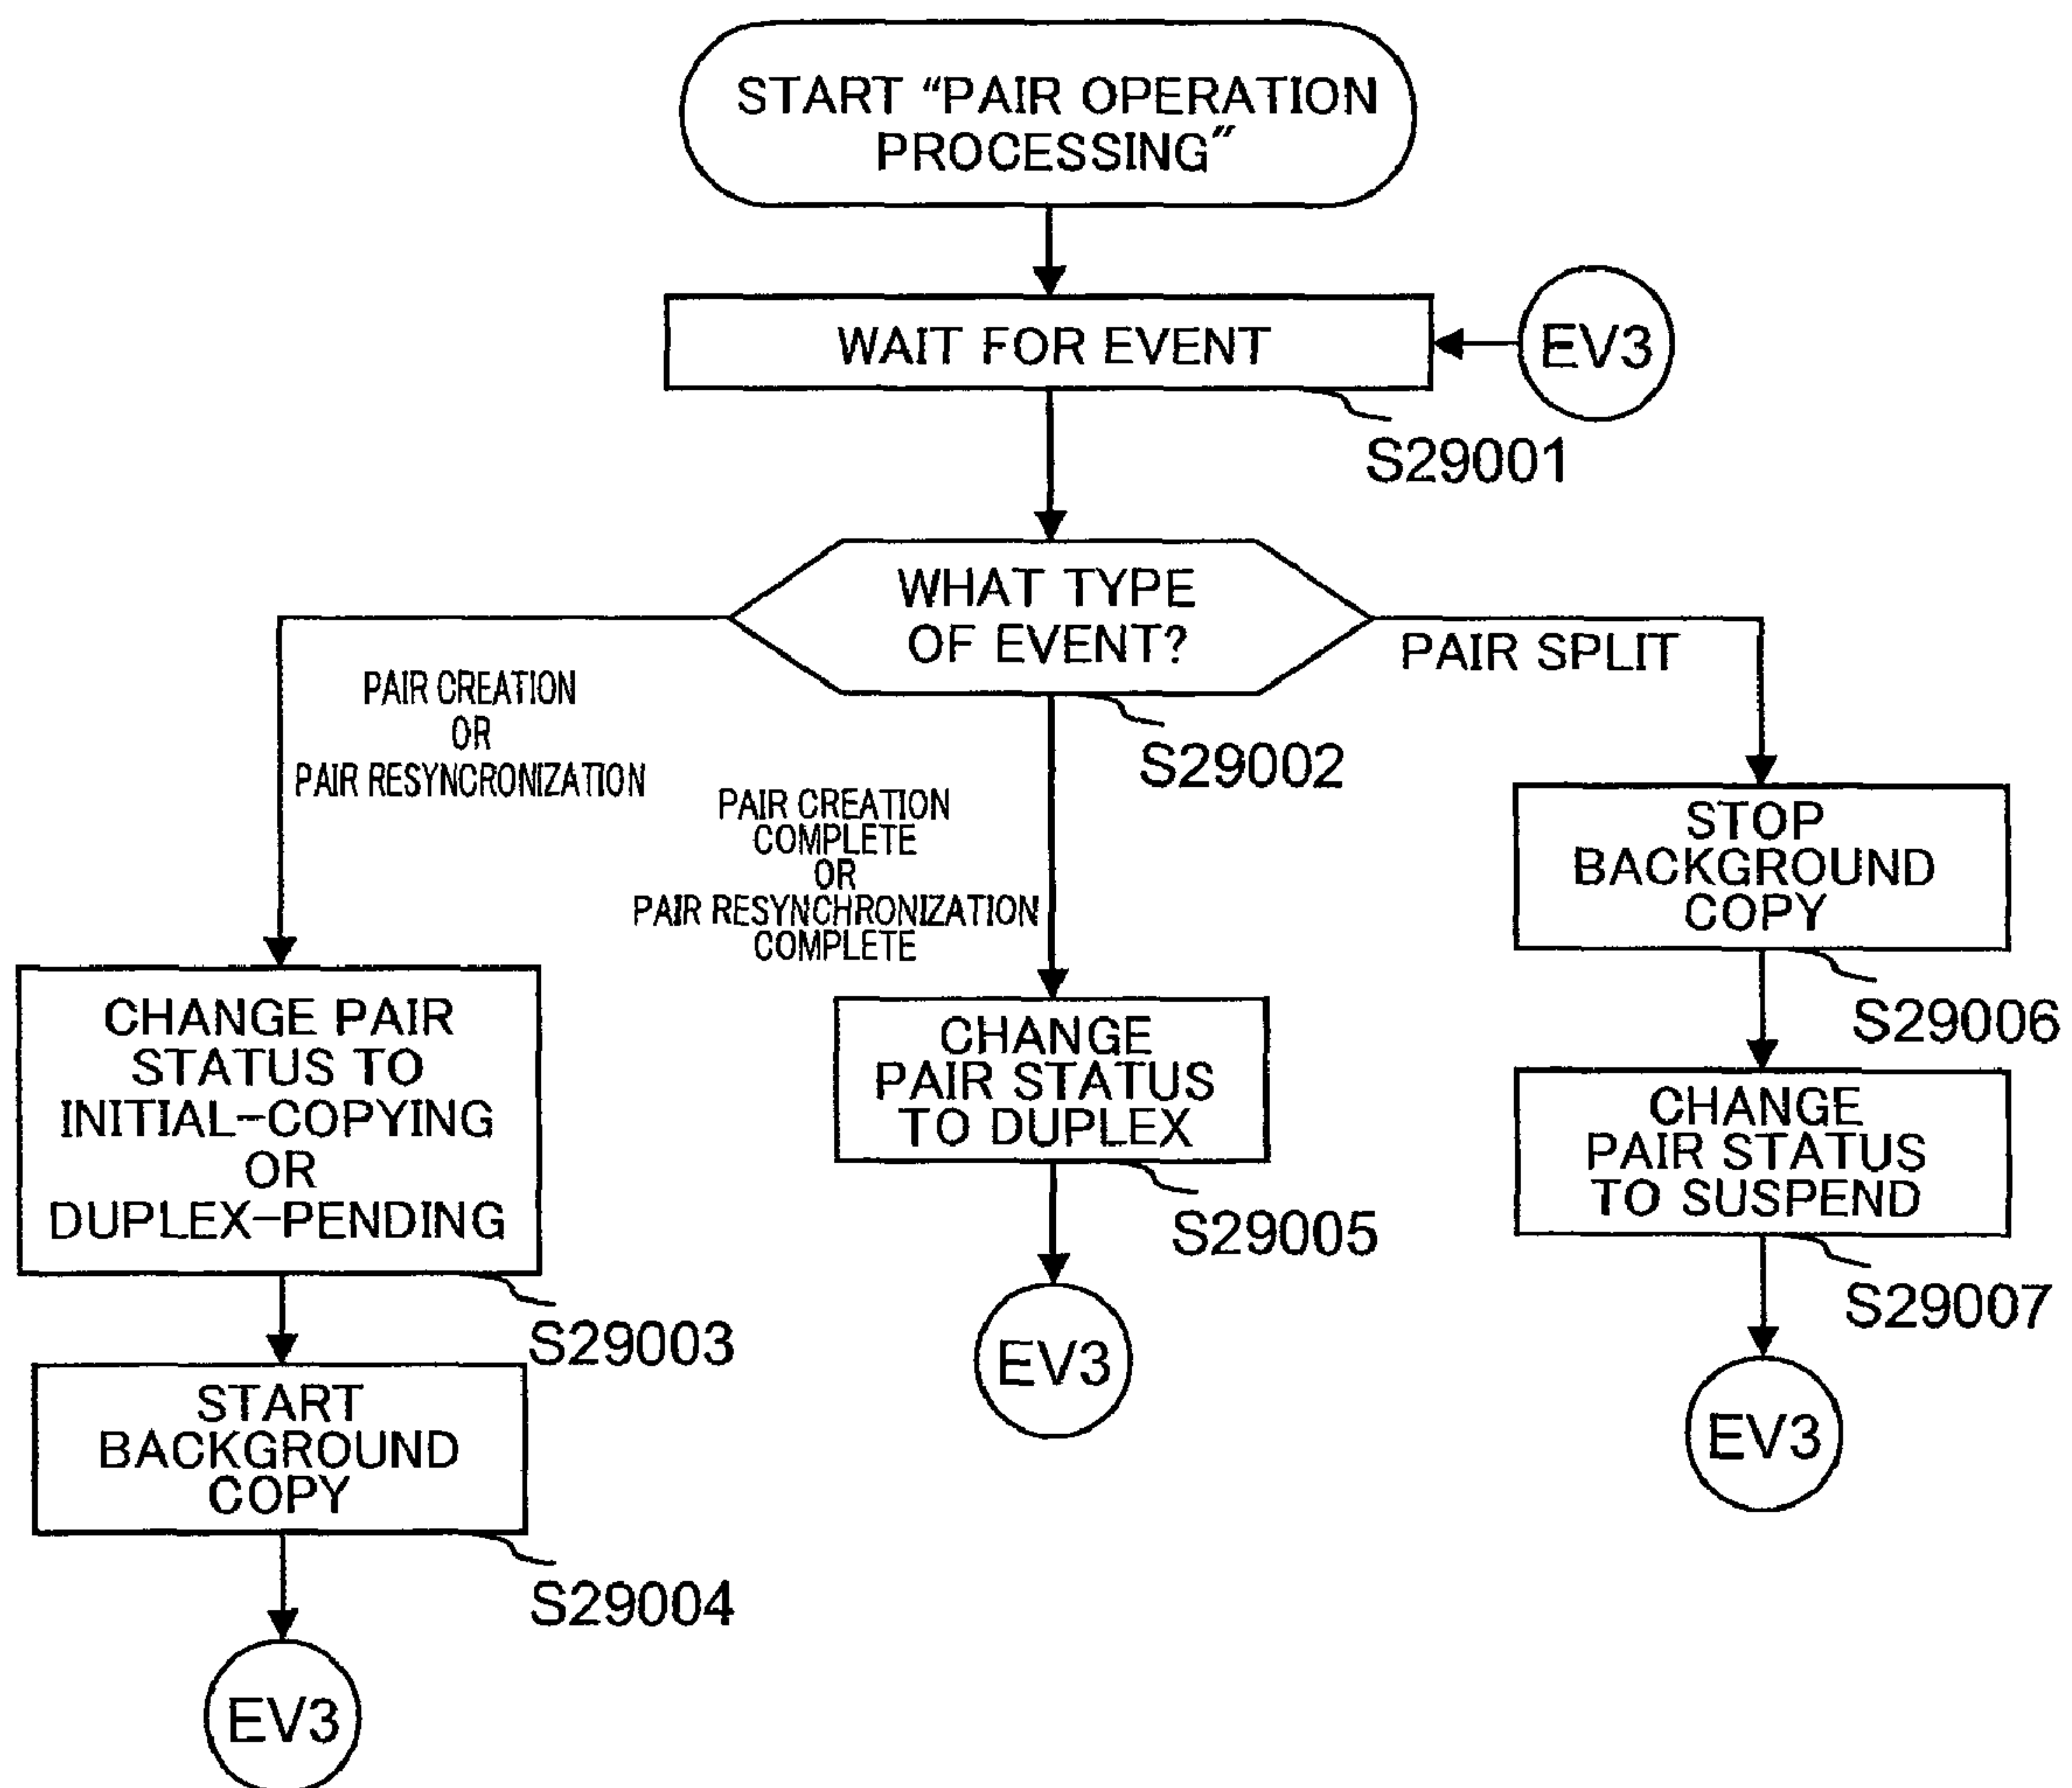 START “PAIR OPERATION
PROCESSING”
WAIT FOR EVENT
EV3
S29001
WHAT TYPE
OF EVENT?
S29002
PAIR CREATION
OR
PAIR RESYNCRONIZATION
PAIR CREATION
COMPLETE
OR
PAIR RESYNCHRONIZATION
COMPLETE
PAIR SPLIT
CHANGE PAIR
STATUS TO
INITIAL-COPYING
OR
DUPLEX-PENDING
S29003
START
BACKGROUND
COPY
S29004
EV3
CHANGE
PAIR STATUS
TO DUPLEX
S29005
EV3
STOP
BACKGROUND
COPY
S29006
CHANGE
PAIR STATUS
TO SUSPEND
S29007
EV3